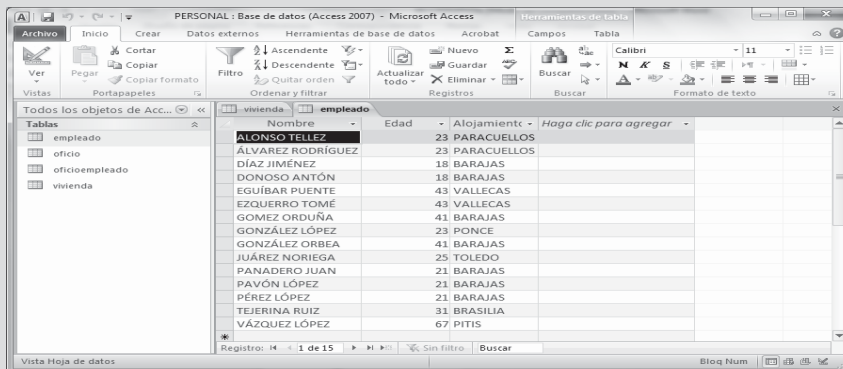 PERSONAL : Base de datos (Access 2007) - Microsoft Access
Herramientas de tabla
Archivo Inicio Crear Datos externos Herramientas de base de datos Acrobat Campos Tabla
Ver
Vistas
Pegar
Cortar
Copiar
Copiar formato
Portapapeles
Filtro
Ascendente
Descendente
Quitar orden
Ordenar y filtrar
Actualizar todo
Nuevo
Guardar
Eliminar
Registros
Buscar
Buscar
Calibri 11
N K S
Formato de texto
Todos los objetos de Acc...
Tablas
empleado
oficio
oficioempleado
vivienda
vivienda empleado
Nombre Edad Alojamiento Haga clic para agregar
ALONSO TELLEZ 23 PARACUELLOS
ÁLVAREZ RODRÍGUEZ 23 PARACUELLOS
DÍAZ JIMÉNEZ 18 BARAJAS
DONOSO ANTÓN 18 BARAJAS
EGUÍBAR PUENTE 43 VALLECAS
EZQUERRO TOMÉ 43 VALLECAS
GOMEZ ORDUÑA 41 BARAJAS
GONZÁLEZ LÓPEZ 23 PONCE
GONZÁLEZ ORBEA 41 BARAJAS
JUÁREZ NORIEGA 25 TOLEDO
PANADERO JUAN 21 BARAJAS
PAVÓN LÓPEZ 21 BARAJAS
PÉREZ LÓPEZ 21 BARAJAS
TEJERINA RUIZ 31 BRASILIA
VÁZQUEZ LÓPEZ 67 PITIS
Registro: 1 de 15 Sin filtro Buscar
Vista Hoja de datos Bloq Num